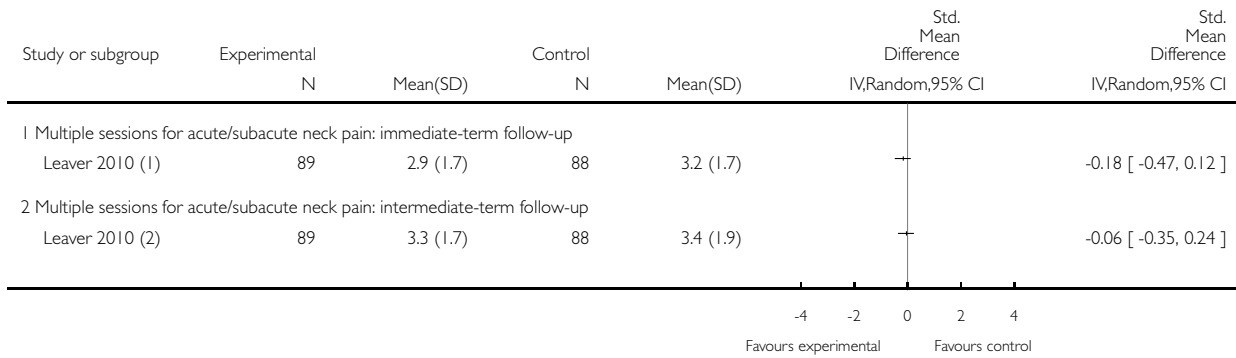 Std. Mean Difference Std. Mean Difference
Study or subgroup Experimental Control
N Mean(SD) N Mean(SD) IV,Random,95% CI IV,Random,95% CI
1 Multiple sessions for acute/subacute neck pain: immediate-term follow-up
Leaver 2010 (1) 89 2.9 (1.7) 88 3.2 (1.7) -0.18 [ -0.47, 0.12 ]
2 Multiple sessions for acute/subacute neck pain: intermediate-term follow-up
Leaver 2010 (2) 89 3.3 (1.7) 88 3.4 (1.9) -0.06 [ -0.35, 0.24 ]
-4 -2 0 2 4
Favours experimental Favours control